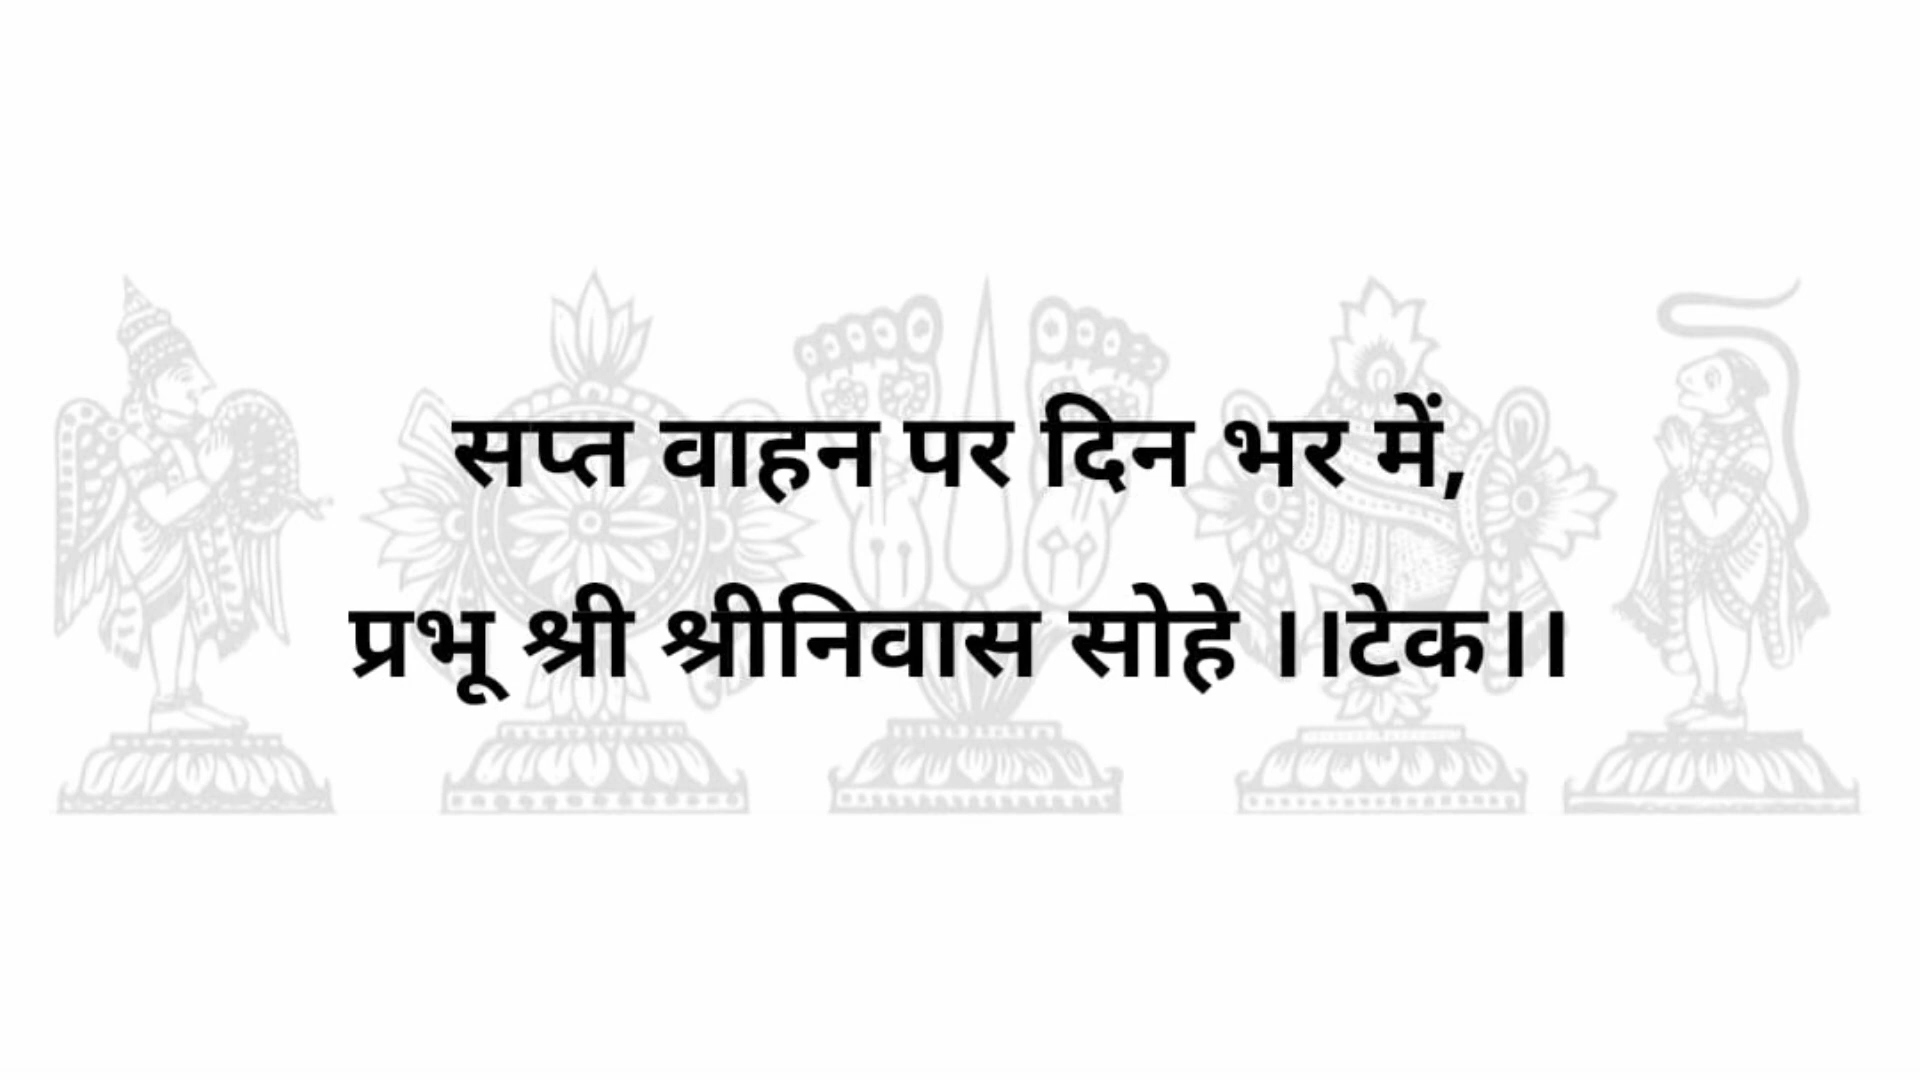 सप्त वाहन पर दिन भर में,
प्रभू श्री श्रीनिवास सोहे ।।टेक।।